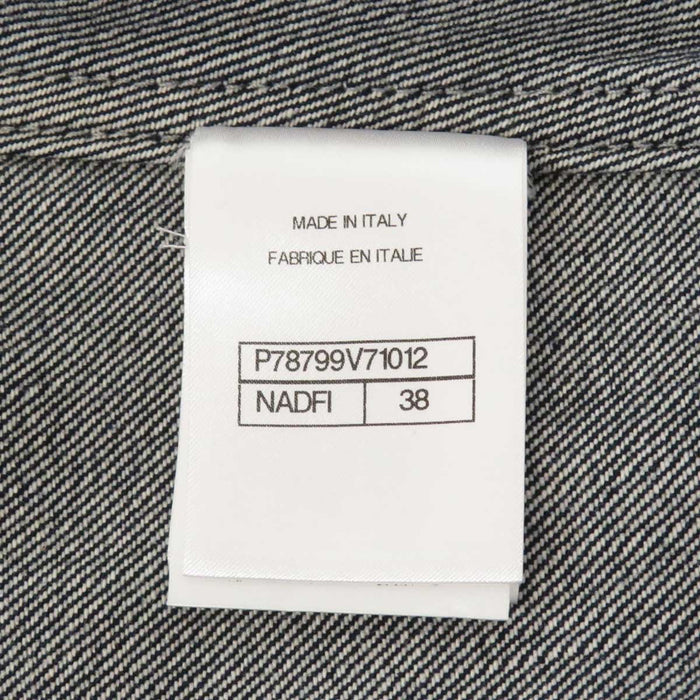 MADE IN ITALY
FABRIQUE EN ITALIE
P78799V71012
NADFI 38